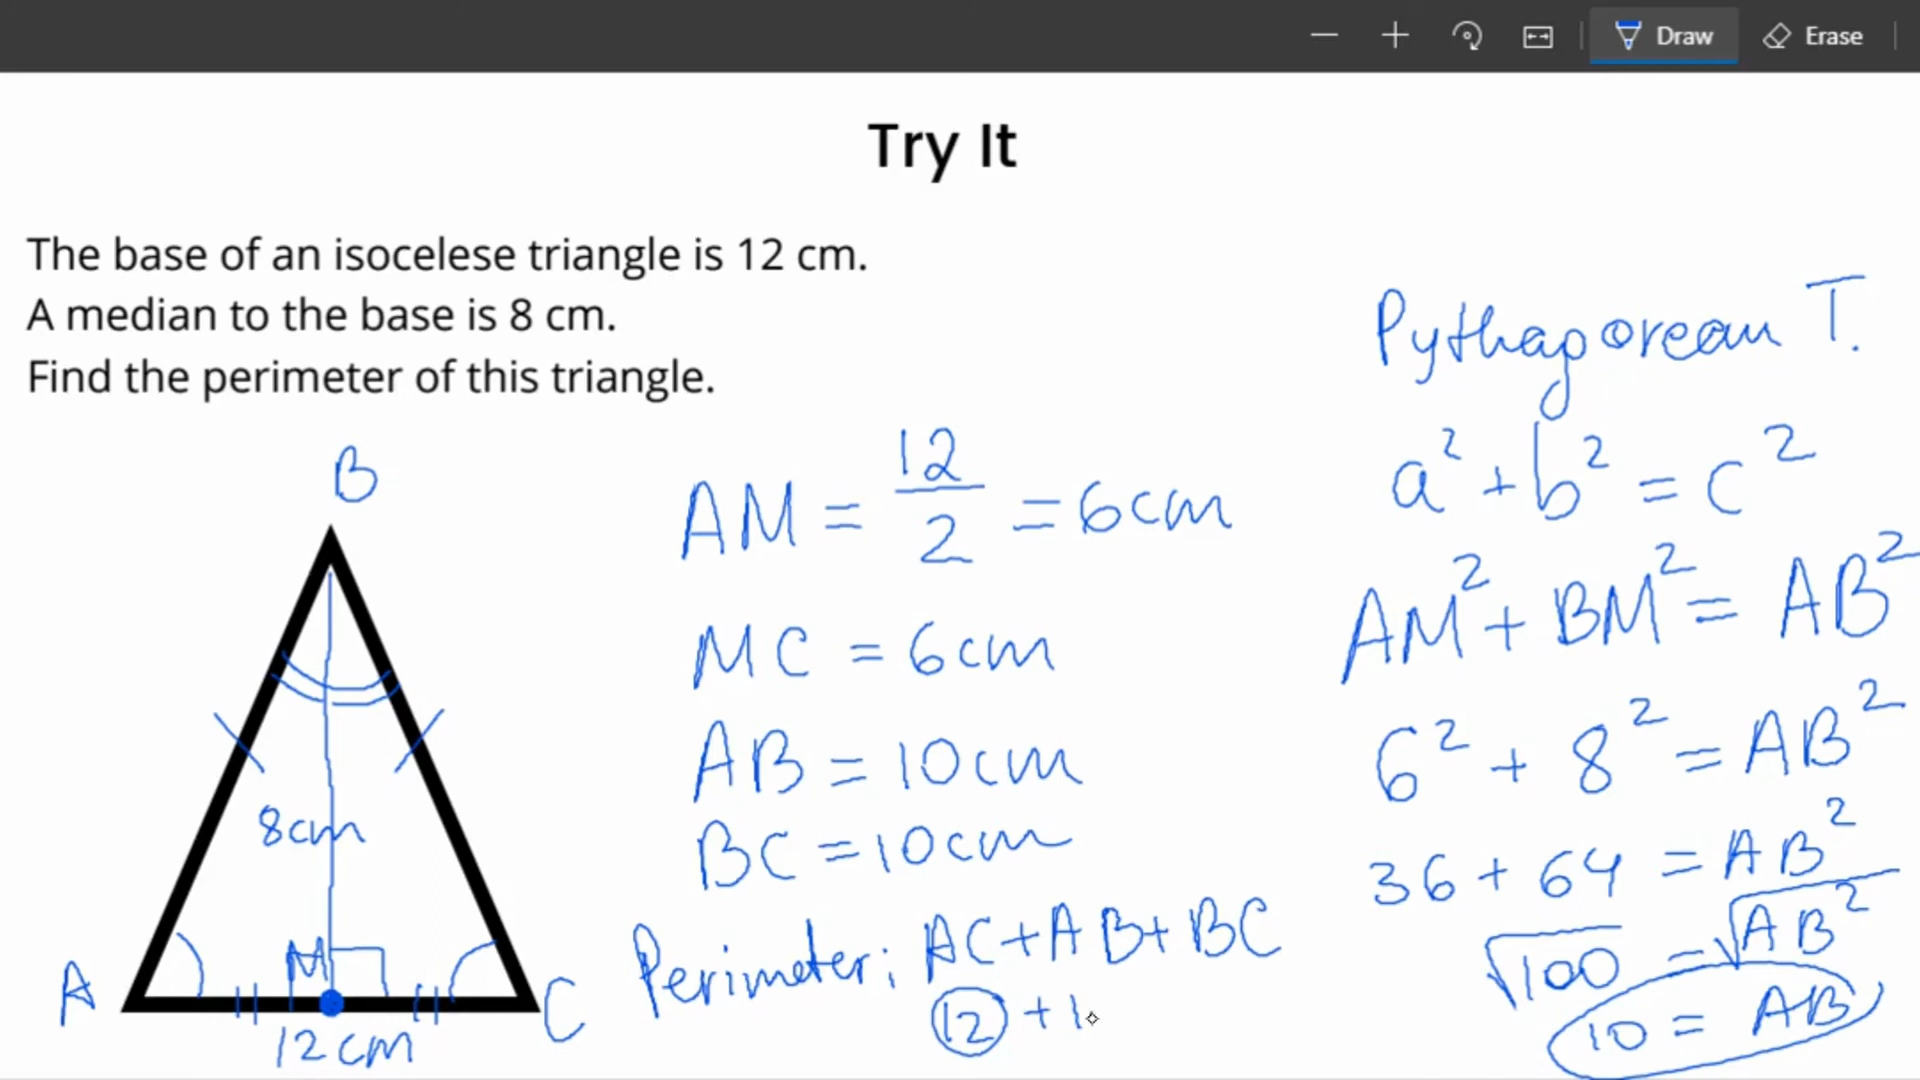 Draw
Erase
Try It
The base of an isocelese triangle is 12 cm.
A median to the base is 8 cm.
Find the perimeter of this triangle.
B
8cm
M
A
C
12cm
AM = 12/2 = 6cm
MC = 6cm
AB = 10cm
BC = 10cm
Perimeter: AC + AB + BC
12 + 1
Pythagorean T.
a² + b² = c²
AM² + BM² = AB²
6² + 8² = AB²
36 + 64 = AB²
√100 = √AB²
10 = AB